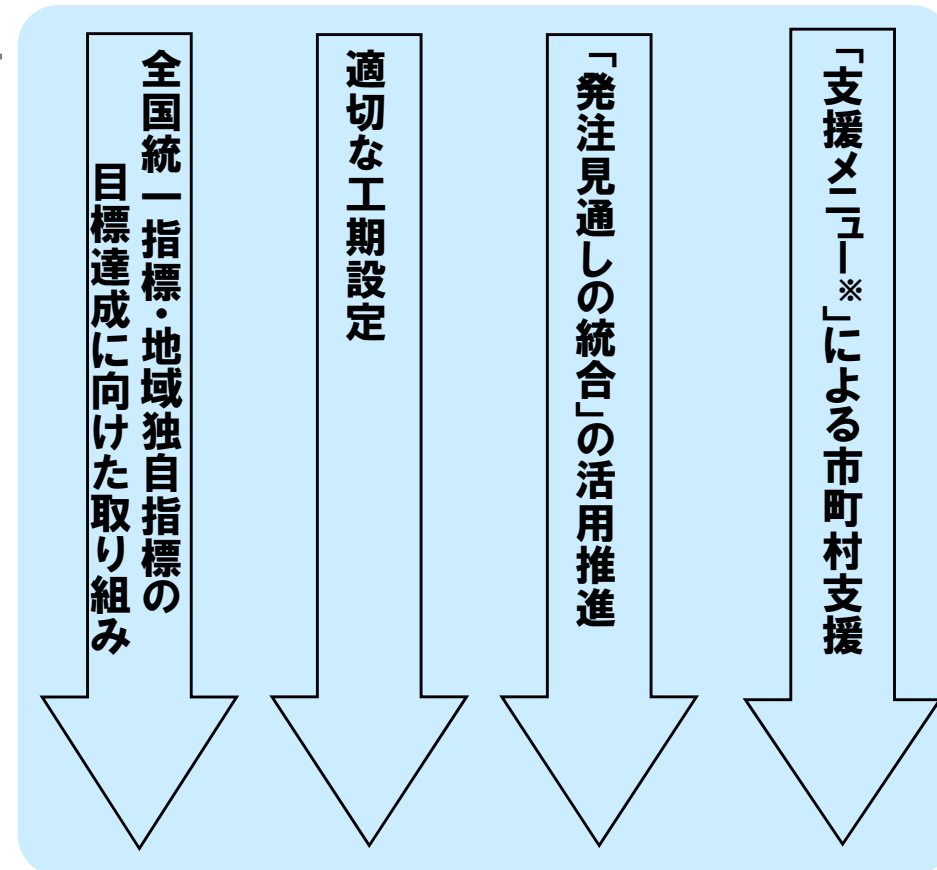 「支援メニュー※」による市町村支援
「発注見通しの統合」の活用推進
適切な工期設定
全国統一指標・地域独自指標の
目標達成に向けた取り組み